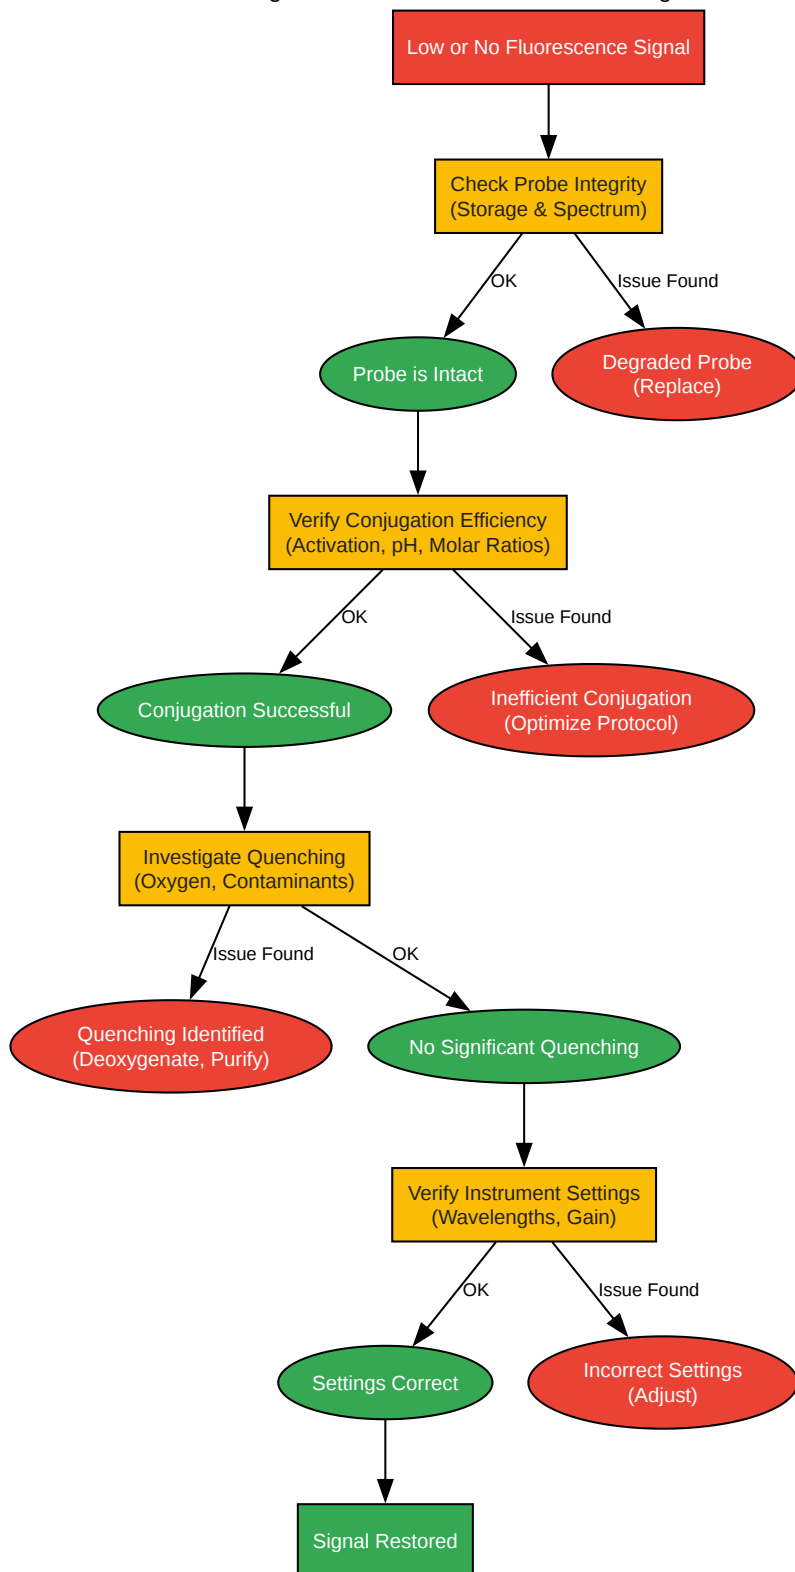 Low or No Fluorescence Signal
Check Probe Integrity
(Storage & Spectrum)
OK
Issue Found
Probe is Intact
Degraded Probe
(Replace)
Verify Conjugation Efficiency
(Activation, pH, Molar Ratios)
OK
Issue Found
Conjugation Successful
Inefficient Conjugation
(Optimize Protocol)
Investigate Quenching
(Oxygen, Contaminants)
Issue Found
OK
Quenching Identified
(Deoxygenate, Purify)
No Significant Quenching
Verify Instrument Settings
(Wavelengths, Gain)
OK
Issue Found
Settings Correct
Incorrect Settings
(Adjust)
Signal Restored